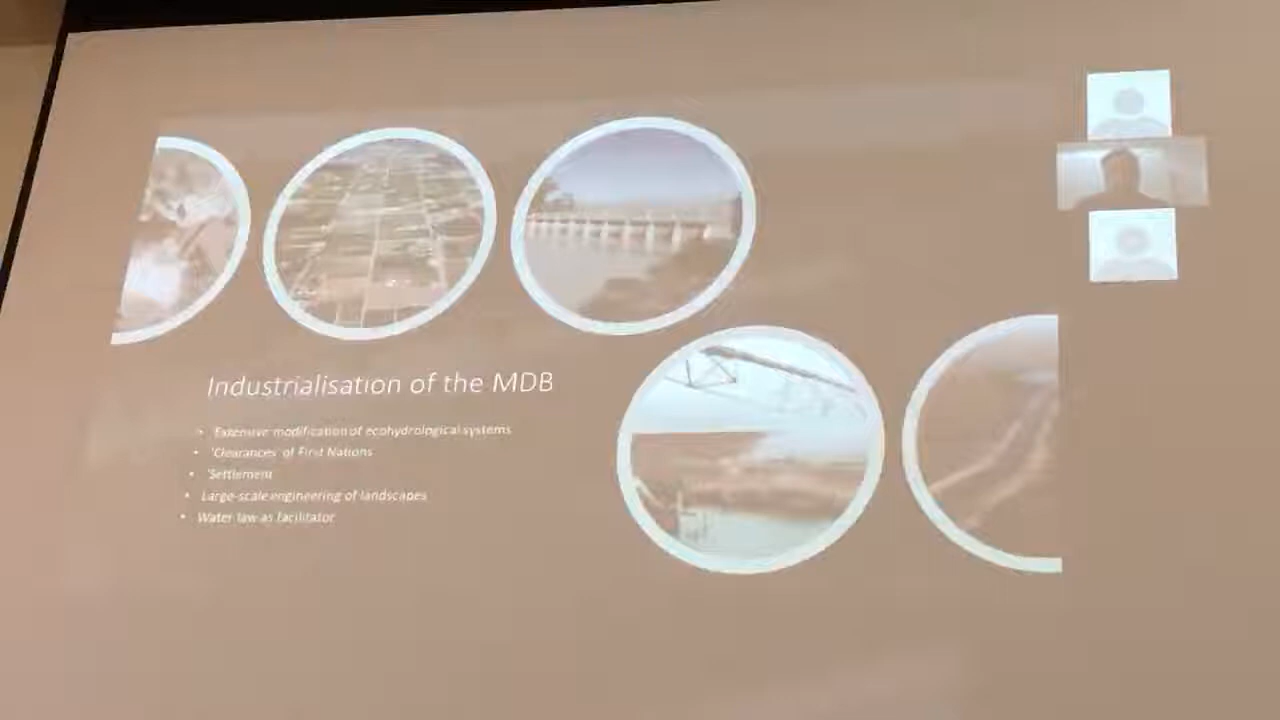 Industrialisation of the MDB
• Extensive modification of ecohydrological systems
• 'Clearances' of First Nations
• 'Settlement
• Large-scale engineering of landscapes
• Water law as facilitator